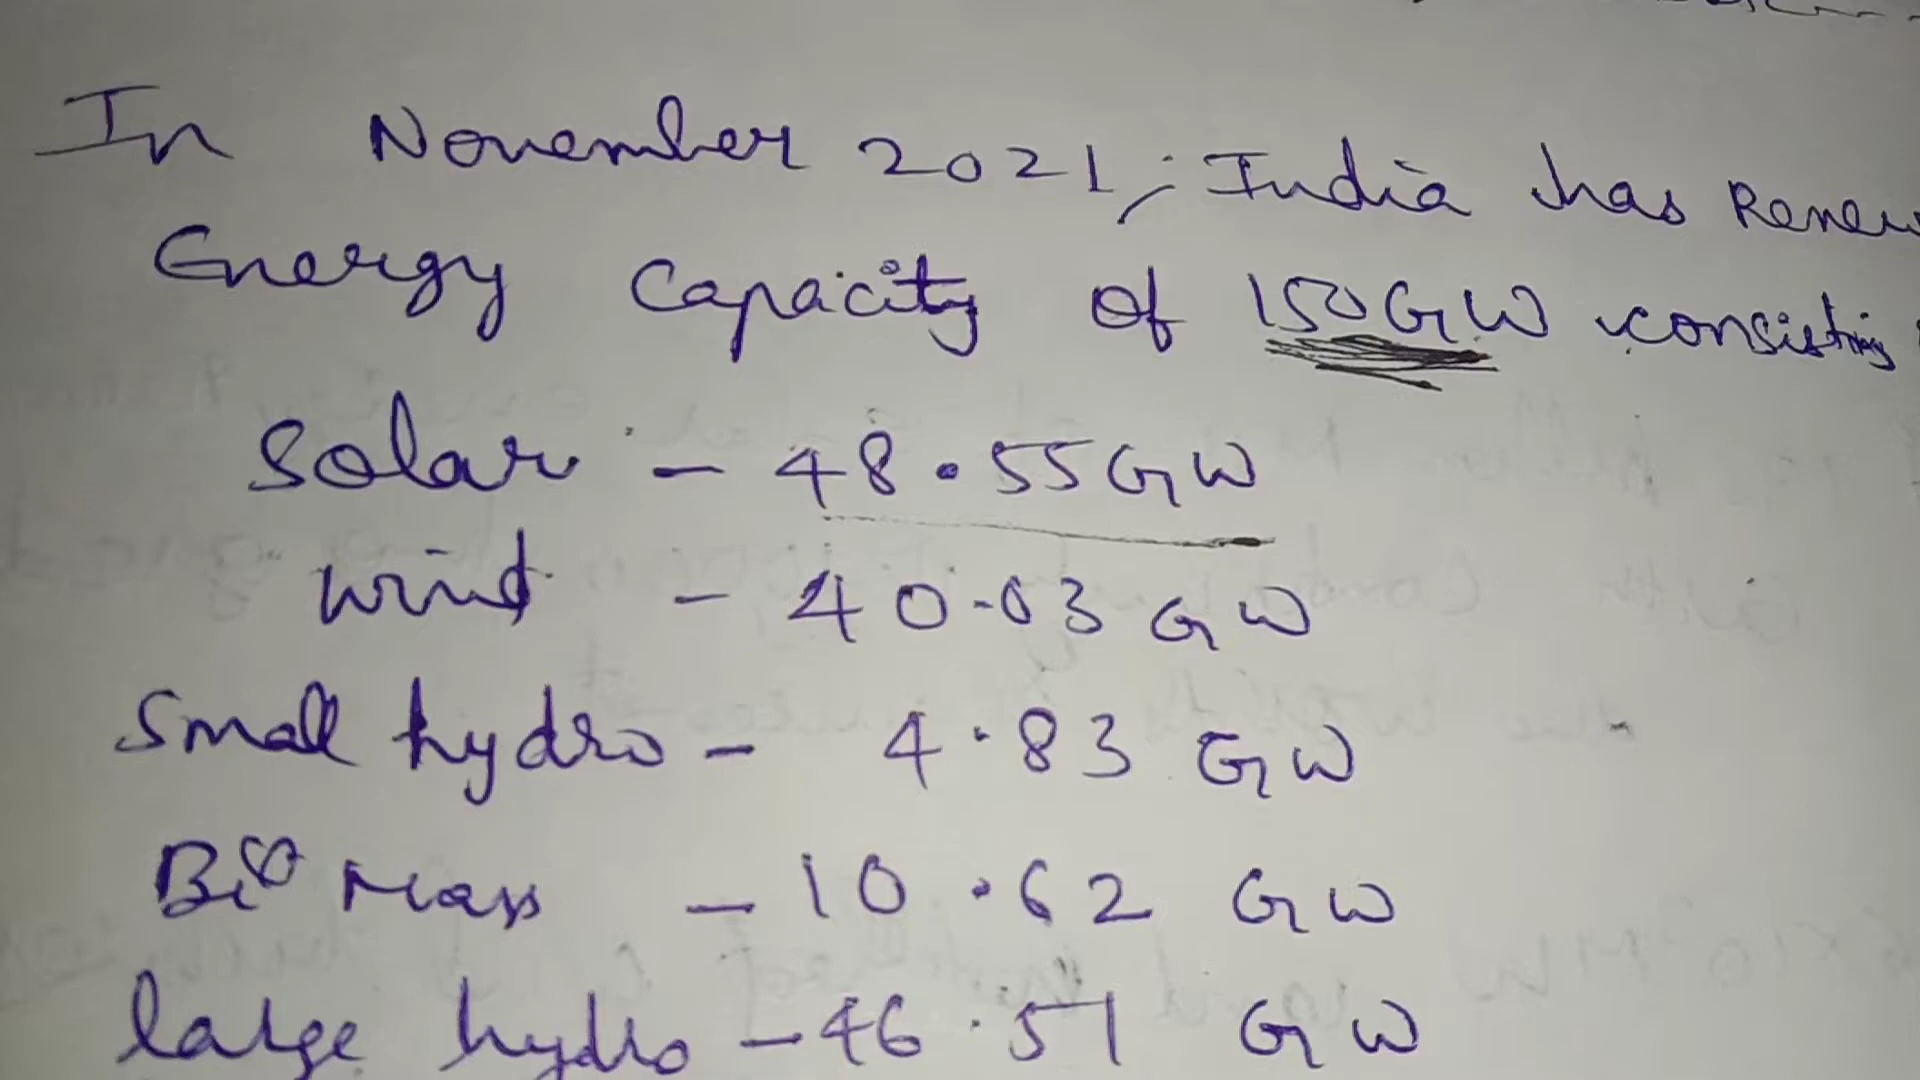 In November 2021, India has Renew
Energy Capacity of 150GW consisting
Solar - 48.55GW
wind - 40.03 GW
Small hydro - 4.83 GW
Bio Mass - 10.62 GW
large hydro - 46.51 GW